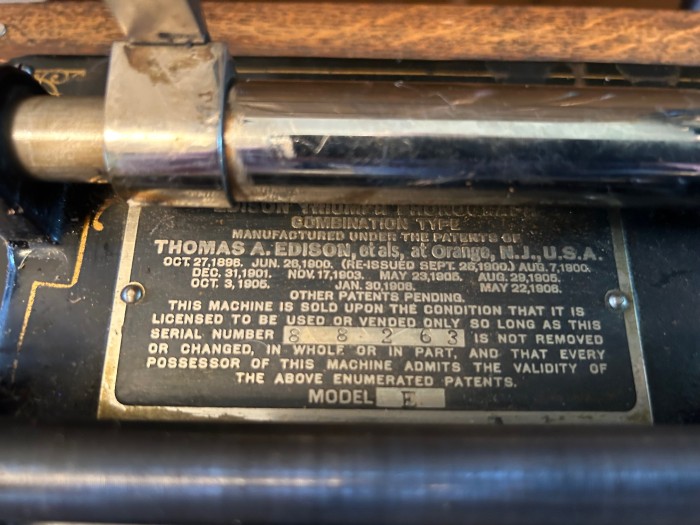 EDISON TRIUMPH PHONOGRAPH
COMBINATION TYPE
MANUFACTURED UNDER THE PATENTS OF
THOMAS A. EDISON, et als, at Orange, N.J., U.S.A.
OCT. 27, 1896. JUN. 26, 1900. (RE-ISSUED SEPT. 25, 1900.) AUG. 7, 1900.
DEC. 31, 1901. NOV. 17, 1903. MAY 23, 1905. AUG. 29, 1905.
OCT. 3, 1905. JAN. 30, 1906. MAY 22, 1906.
OTHER PATENTS PENDING.
THIS MACHINE IS SOLD UPON THE CONDITION THAT IT IS
LICENSED TO BE USED OR VENDED ONLY SO LONG AS THIS
SERIAL NUMBER 8 8 2 6 3 IS NOT REMOVED
OR CHANGED, IN WHOLE OR IN PART, AND THAT EVERY
POSSESSOR OF THIS MACHINE ADMITS THE VALIDITY OF
THE ABOVE ENUMERATED PATENTS.
MODEL E